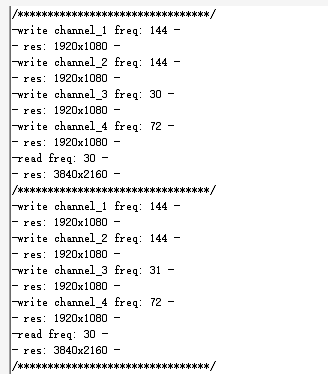 /********************************/
-write channel_1 freq: 144 -
- res: 1920x1080 -
-write channel_2 freq: 144 -
- res: 1920x1080 -
-write channel_3 freq: 30 -
- res: 1920x1080 -
-write channel_4 freq: 72 -
- res: 1920x1080 -
-read freq: 30 -
- res: 3840x2160 -
/********************************/
-write channel_1 freq: 144 -
- res: 1920x1080 -
-write channel_2 freq: 144 -
- res: 1920x1080 -
-write channel_3 freq: 31 -
- res: 1920x1080 -
-write channel_4 freq: 72 -
- res: 1920x1080 -
-read freq: 30 -
- res: 3840x2160 -
/********************************/